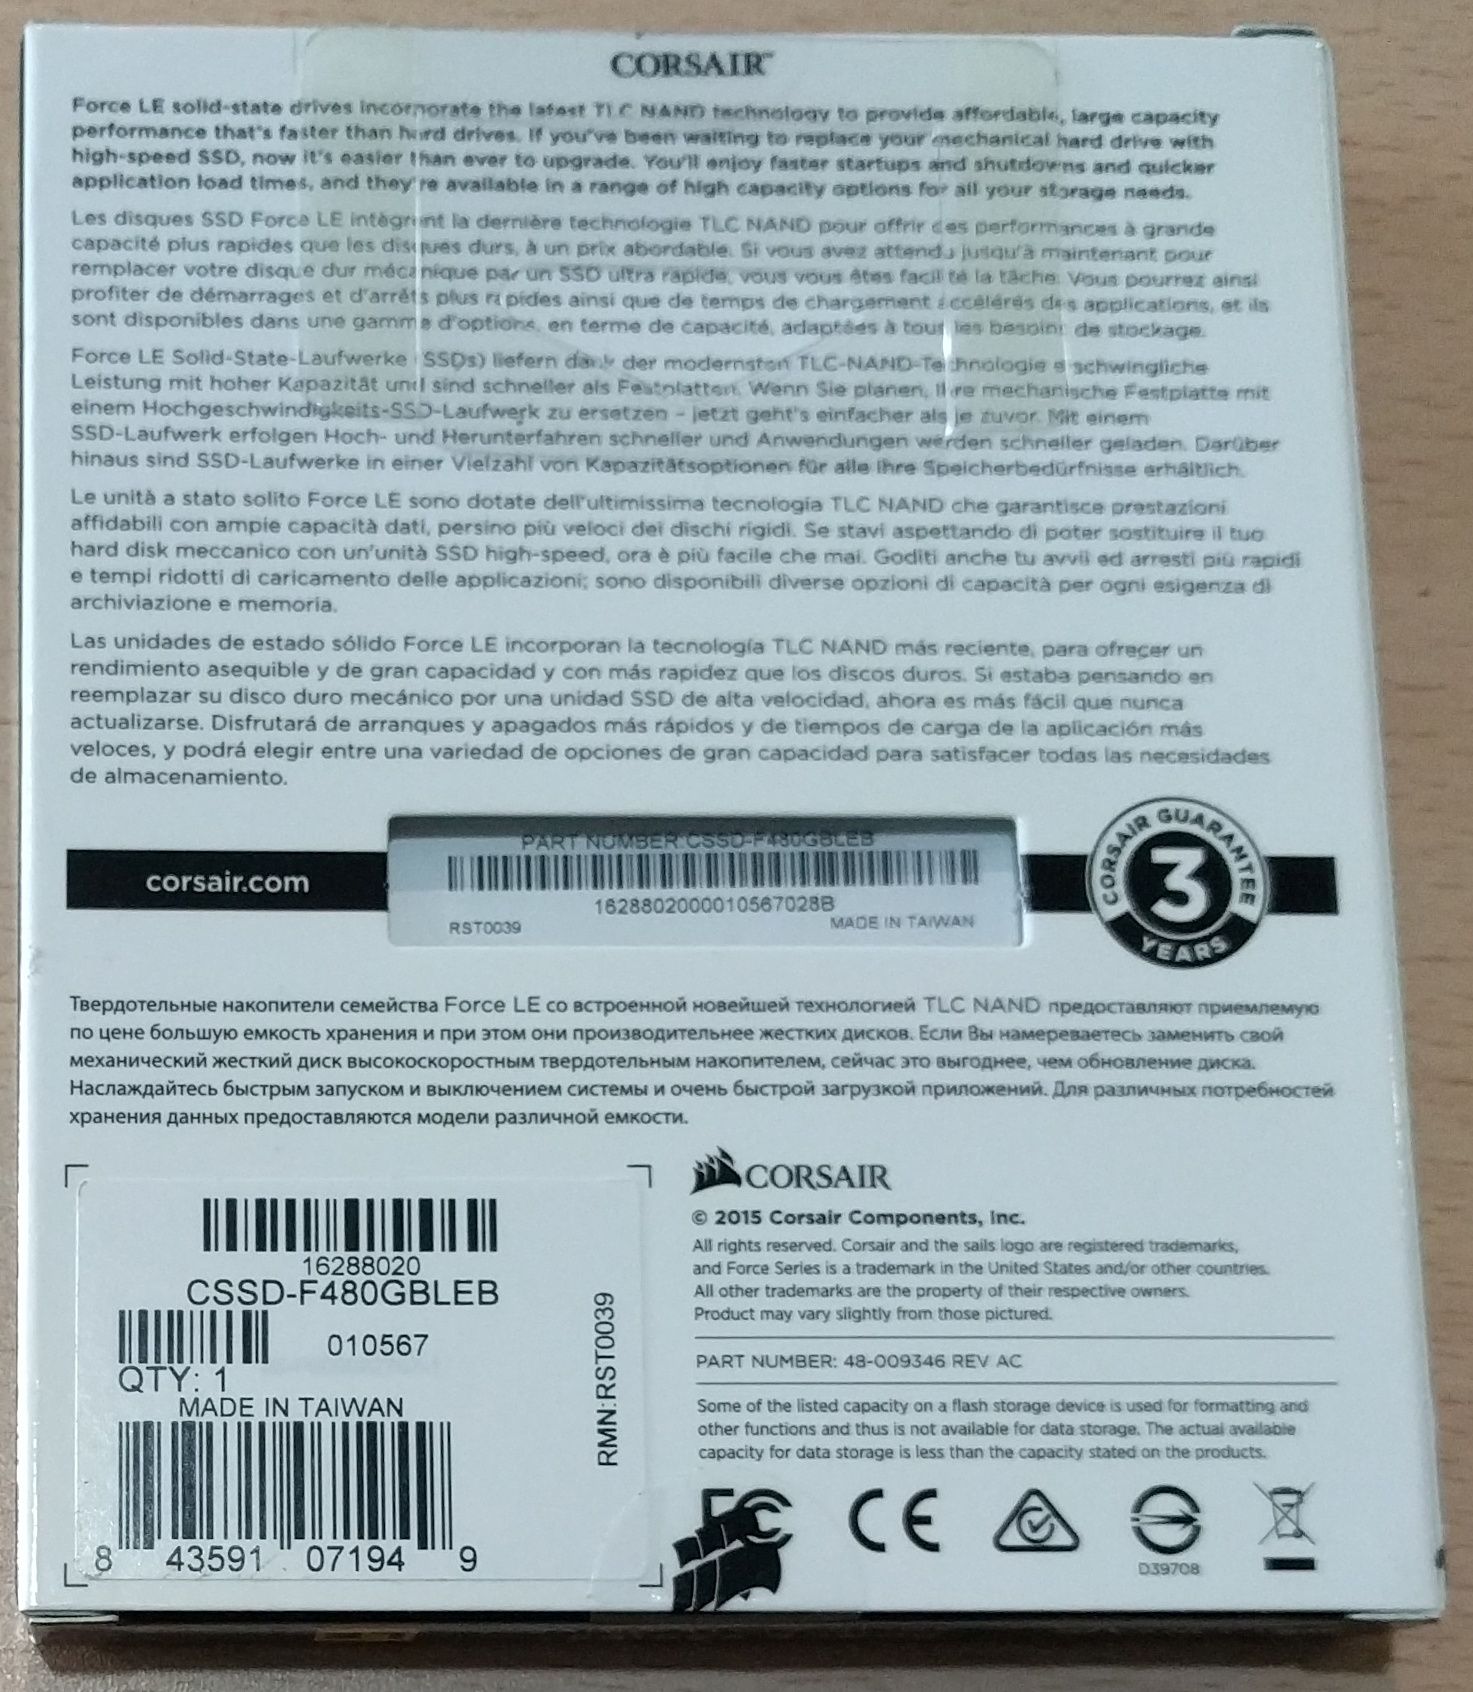 CORSAIR™
Force LE solid-state drives incorporate the latest TLC NAND technology to provide affordable, large capacity
performance that's faster than hard drives. If you've been waiting to replace your mechanical hard drive with
high-speed SSD, now it's easier than ever to upgrade. You'll enjoy faster startups and shutdowns and quicker
application load times, and they're available in a range of high capacity options for all your storage needs.
Les disques SSD Force LE intègrent la dernière technologie TLC NAND pour offrir des performances à grande
capacité plus rapides que les disques durs, à un prix abordable. Si vous avez attendu jusqu'à maintenant pour
remplacer votre disque dur mécanique par un SSD ultra rapide, vous vous êtes facilité la tâche. Vous pourrez ainsi
profiter de démarrages et d'arrêts plus rapides ainsi que de temps de chargement accélérés des applications, et ils
sont disponibles dans une gamme d'options, en terme de capacité, adaptées à tous les besoins de stockage.
Force LE Solid-State-Laufwerke (SSDs) liefern dank der modernsten TLC-NAND-Technologie erschwingliche
Leistung mit hoher Kapazität und sind schneller als Festplatten. Wenn Sie planen, Ihre mechanische Festplatte mit
einem Hochgeschwindigkeits-SSD-Laufwerk zu ersetzen – jetzt geht's einfacher als je zuvor. Mit einem
SSD-Laufwerk erfolgen Hoch- und Herunterfahren schneller und Anwendungen werden schneller geladen. Darüber
hinaus sind SSD-Laufwerke in einer Vielzahl von Kapazitätsoptionen für alle Ihre Speicherbedürfnisse erhältlich.
Le unità a stato solito Force LE sono dotate dell'ultimissima tecnologia TLC NAND che garantisce prestazioni
affidabili con ampie capacità dati, persino più veloci dei dischi rigidi. Se stavi aspettando di poter sostituire il tuo
hard disk meccanico con un'unità SSD high-speed, ora è più facile che mai. Goditi anche tu avvii ed arresti più rapidi
e tempi ridotti di caricamento delle applicazioni; sono disponibili diverse opzioni di capacità per ogni esigenza di
archiviazione e memoria.
Las unidades de estado sólido Force LE incorporan la tecnología TLC NAND más reciente, para ofrecer un
rendimiento asequible y de gran capacidad y con más rapidez que los discos duros. Si estaba pensando en
reemplazar su disco duro mecánico por una unidad SSD de alta velocidad, ahora es más fácil que nunca
actualizarse. Disfrutará de arranques y apagados más rápidos y de tiempos de carga de la aplicación más
veloces, y podrá elegir entre una variedad de opciones de gran capacidad para satisfacer todas las necesidades
de almacenamiento.
corsair.com
PART NUMBER:CSSD-F480GBLEB
1628802000010567028B
RST0039 MADE IN TAIWAN
CORSAIR GUARANTEE
3
YEARS
Твердотельные накопители семейства Force LE со встроенной новейшей технологией TLC NAND предоставляют приемлемую
по цене большую емкость хранения и при этом они производительнее жестких дисков. Если Вы намереваетесь заменить свой
механический жесткий диск высокоскоростным твердотельным накопителем, сейчас это выгоднее, чем обновление диска.
Наслаждайтесь быстрым запуском и выключением системы и очень быстрой загрузкой приложений. Для различных потребностей
хранения данных предоставляются модели различной емкости.
16288020
CSSD-F480GBLEB
010567
QTY: 1
MADE IN TAIWAN
8 43591 07194 9
RMN:RST0039
CORSAIR
© 2015 Corsair Components, Inc.
All rights reserved. Corsair and the sails logo are registered trademarks,
and Force Series is a trademark in the United States and/or other countries.
All other trademarks are the property of their respective owners.
Product may vary slightly from those pictured.
PART NUMBER: 48-009346 REV AC
Some of the listed capacity on a flash storage device is used for formatting and
other functions and thus is not available for data storage. The actual available
capacity for data storage is less than the capacity stated on the products.
FC CE
D39708